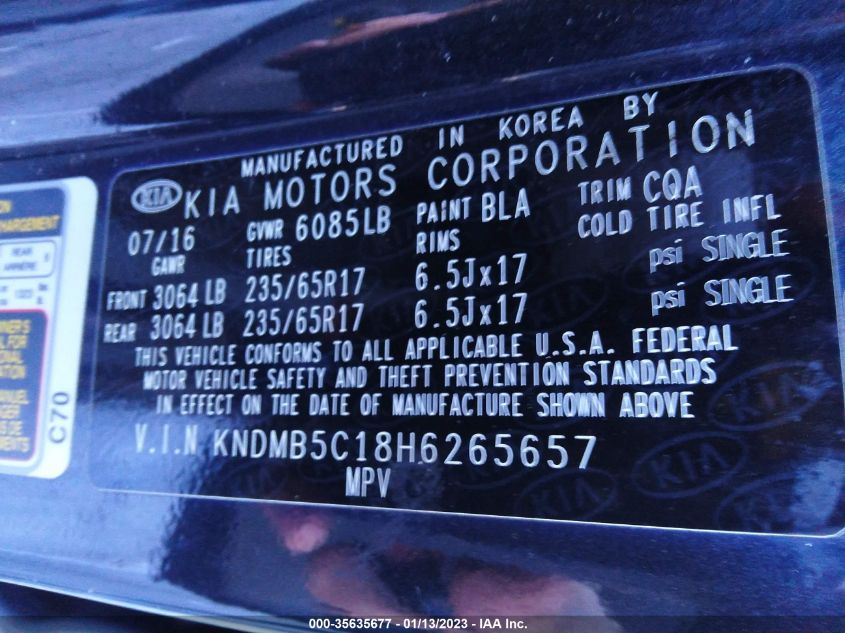 MANUFACTURED IN KOREA BY
KIA KIA MOTORS CORPORATION
07/16 GVWR 6085LB PAINT BLA TRIM CQA
GAWR TIRES RIMS COLD TIRE INFL
FRONT 3064 LB 235/65R17 6.5Jx17 psi SINGLE
REAR 3064 LB 235/65R17 6.5Jx17 psi SINGLE
THIS VEHICLE CONFORMS TO ALL APPLICABLE U.S.A. FEDERAL
MOTOR VEHICLE SAFETY AND THEFT PREVENTION STANDARDS
IN EFFECT ON THE DATE OF MANUFACTURE SHOWN ABOVE
V.I.N KNDMB5C18H6265657
MPV
CHARGEMENT
REAR
C70
000-35635677 - 01/13/2023 - IAA Inc.